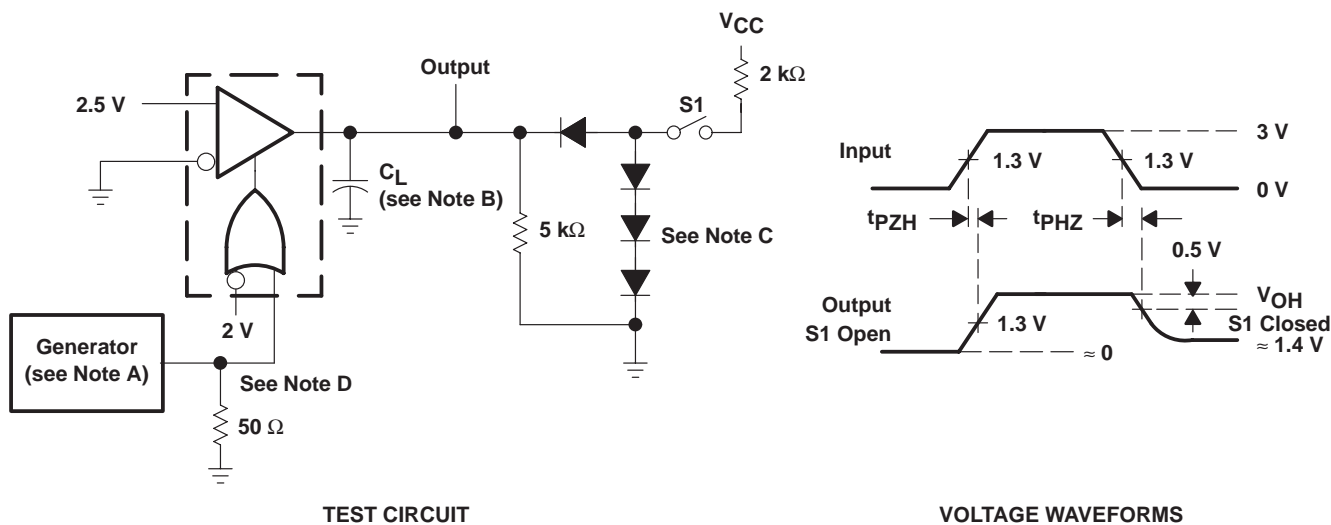 VCC
2 kΩ
Output
S1
2.5 V
CL
(see Note B)
5 kΩ
See Note C
2 V
Generator
(see Note A)
See Note D
50 Ω
TEST CIRCUIT
Input
3 V
1.3 V
1.3 V
0 V
tPZH
tPHZ
0.5 V
Output
S1 Open
1.3 V
≈ 0
VOH
S1 Closed
≈ 1.4 V
VOLTAGE WAVEFORMS